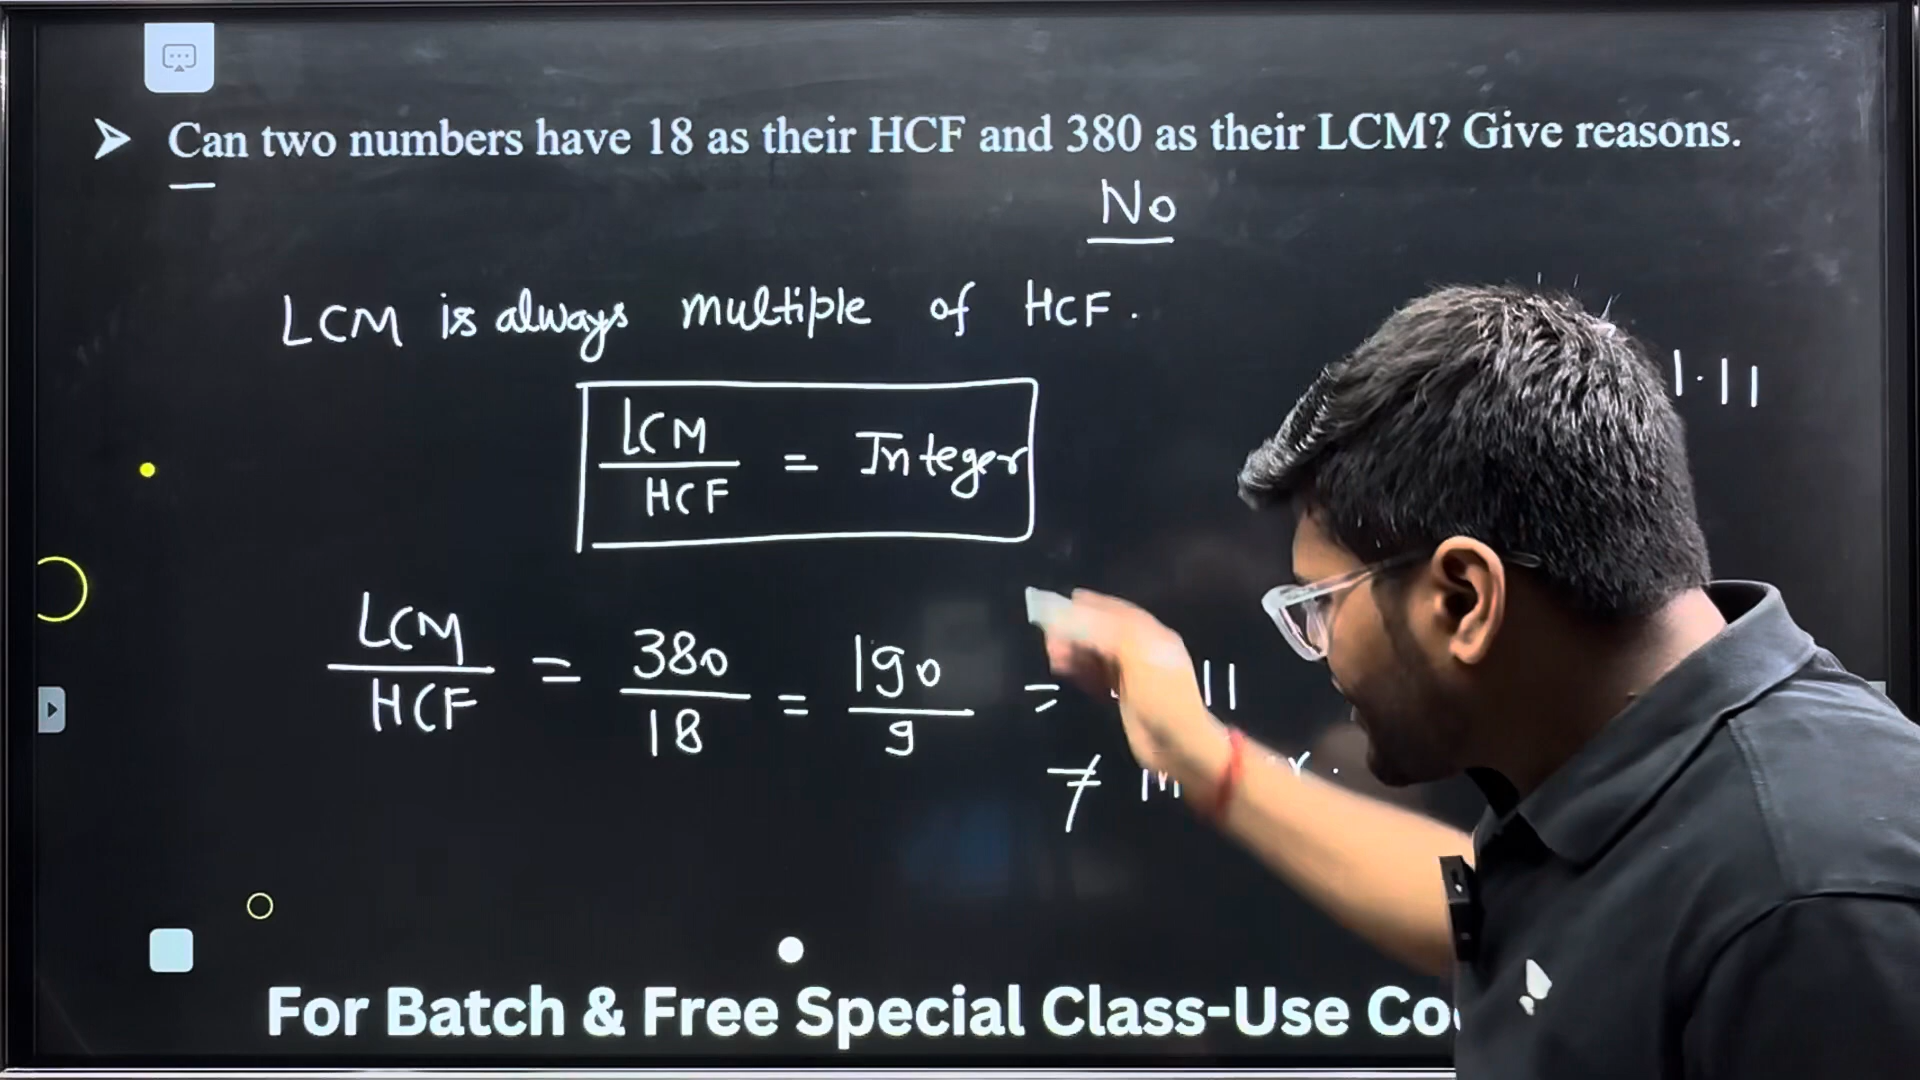 ➤ Can two numbers have 18 as their HCF and 380 as their LCM? Give reasons.
No
LCM is always multiple of HCF.
1.11
LCM/HCF = Integer
LCM/HCF = 380/18 = 190/9 = 11
≠
For Batch & Free Special Class-Use